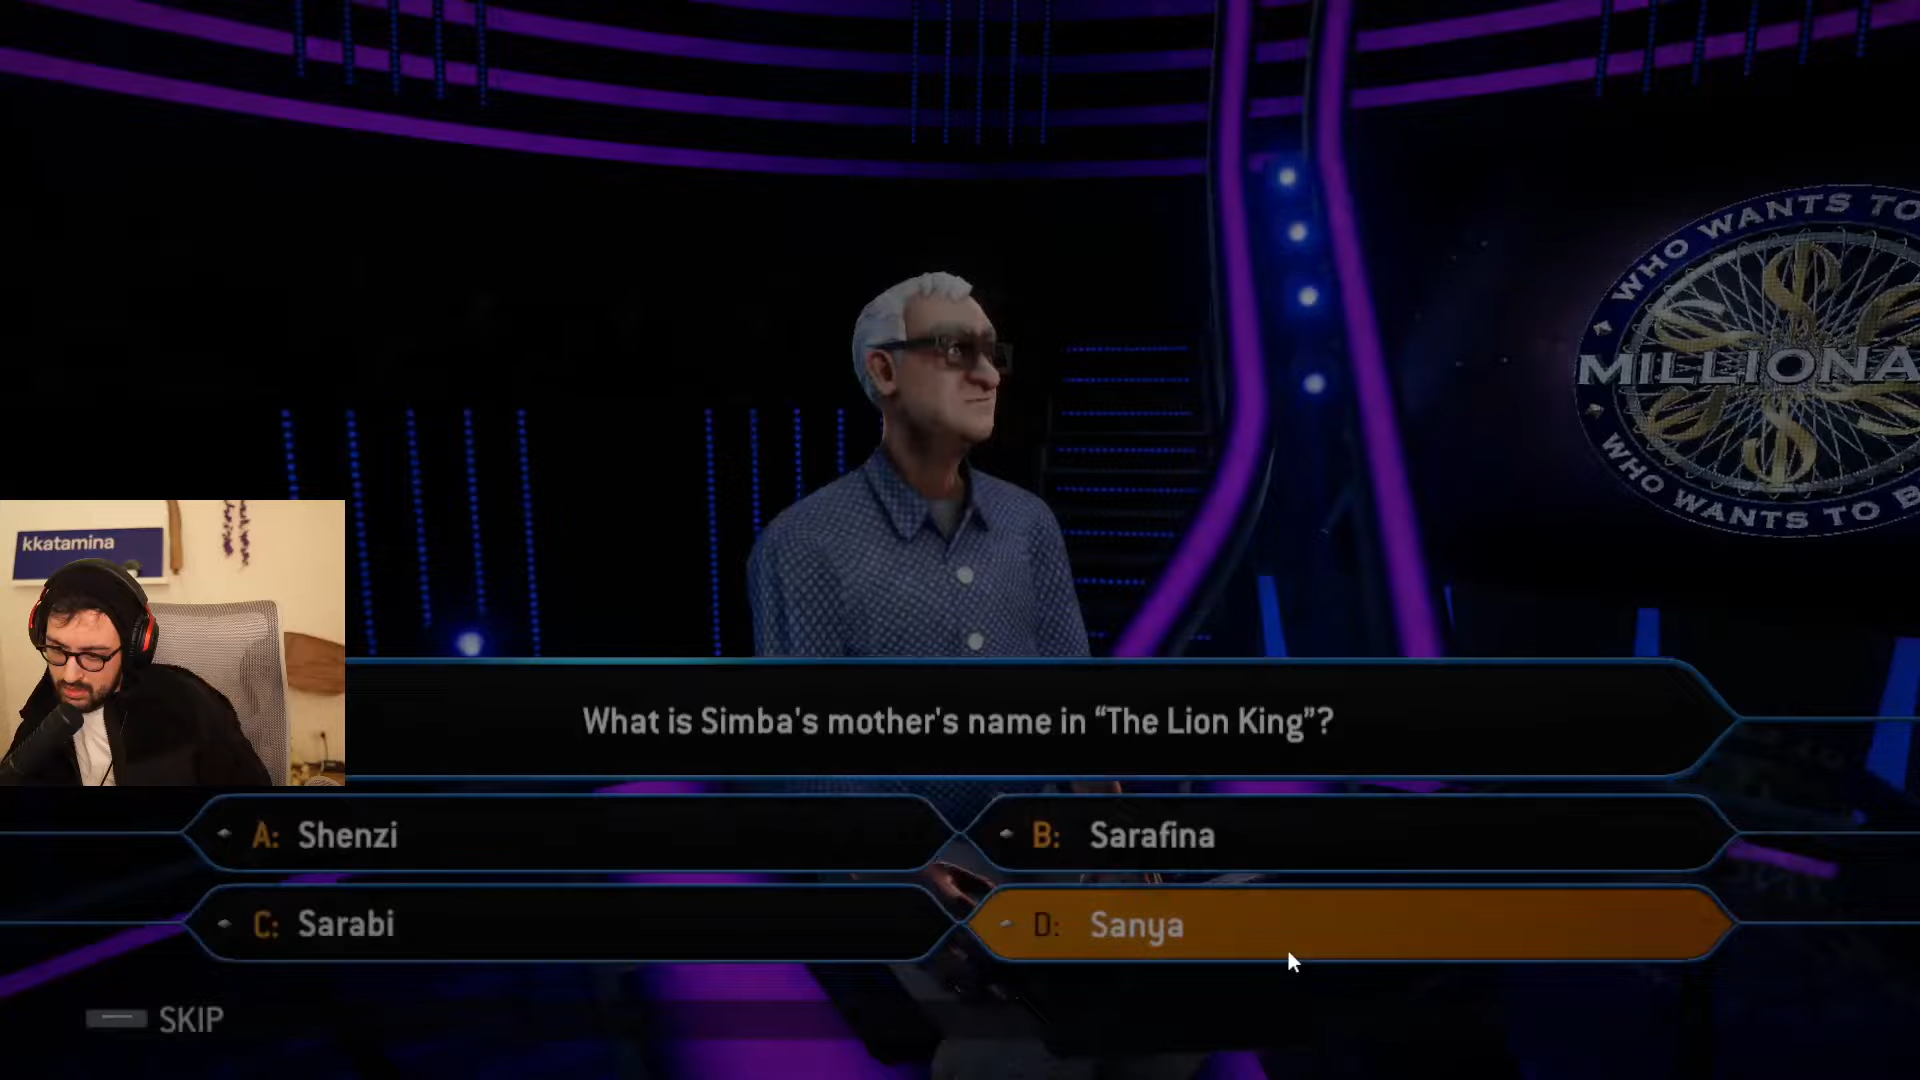 WHO WANTS TO
MILLIONA
WHO WANTS TO B
kkatamina
What is Simba's mother's name in “The Lion King”?
A: Shenzi
B: Sarafina
C: Sarabi
D: Sanya
SKIP